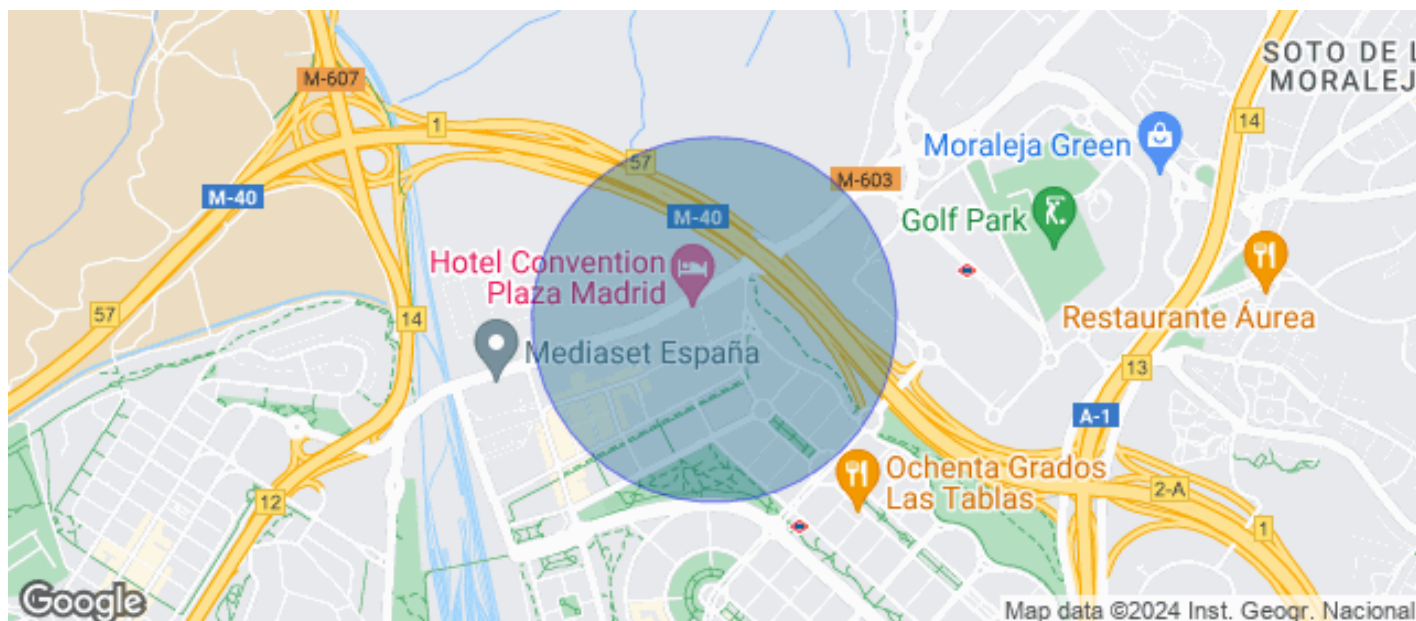 SOTO DE L
MORALEJ
M-607
1
14
Moraleja Green
57
M-603
M-40
M-40
Golf Park
Hotel Convention
Plaza Madrid
57
14
Restaurante Áurea
Mediaset España
13
A-1
Ochenta Grados
Las Tablas
2-A
12
1
Google
Map data ©2024 Inst. Geogr. Nacional